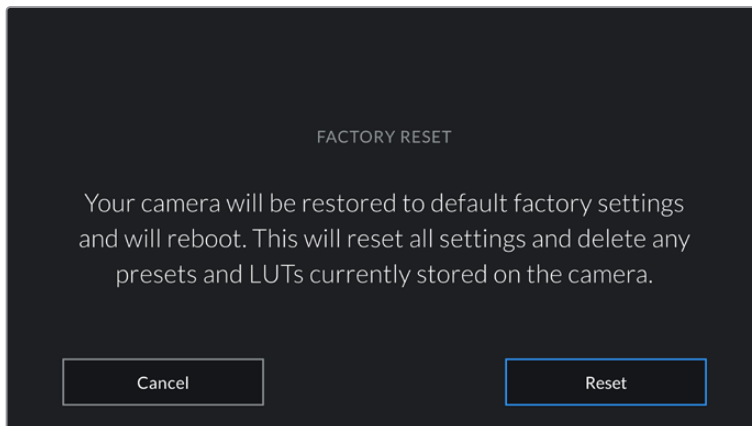 FACTORY RESET
Your camera will be restored to default factory settings
and will reboot. This will reset all settings and delete any
presets and LUTs currently stored on the camera.
Cancel
Reset